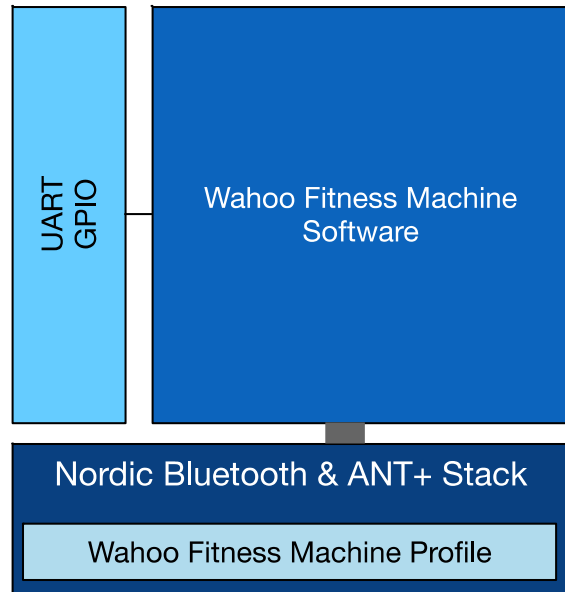 UART
GPIO
Wahoo Fitness Machine
Software
Nordic Bluetooth & ANT+ Stack
Wahoo Fitness Machine Profile